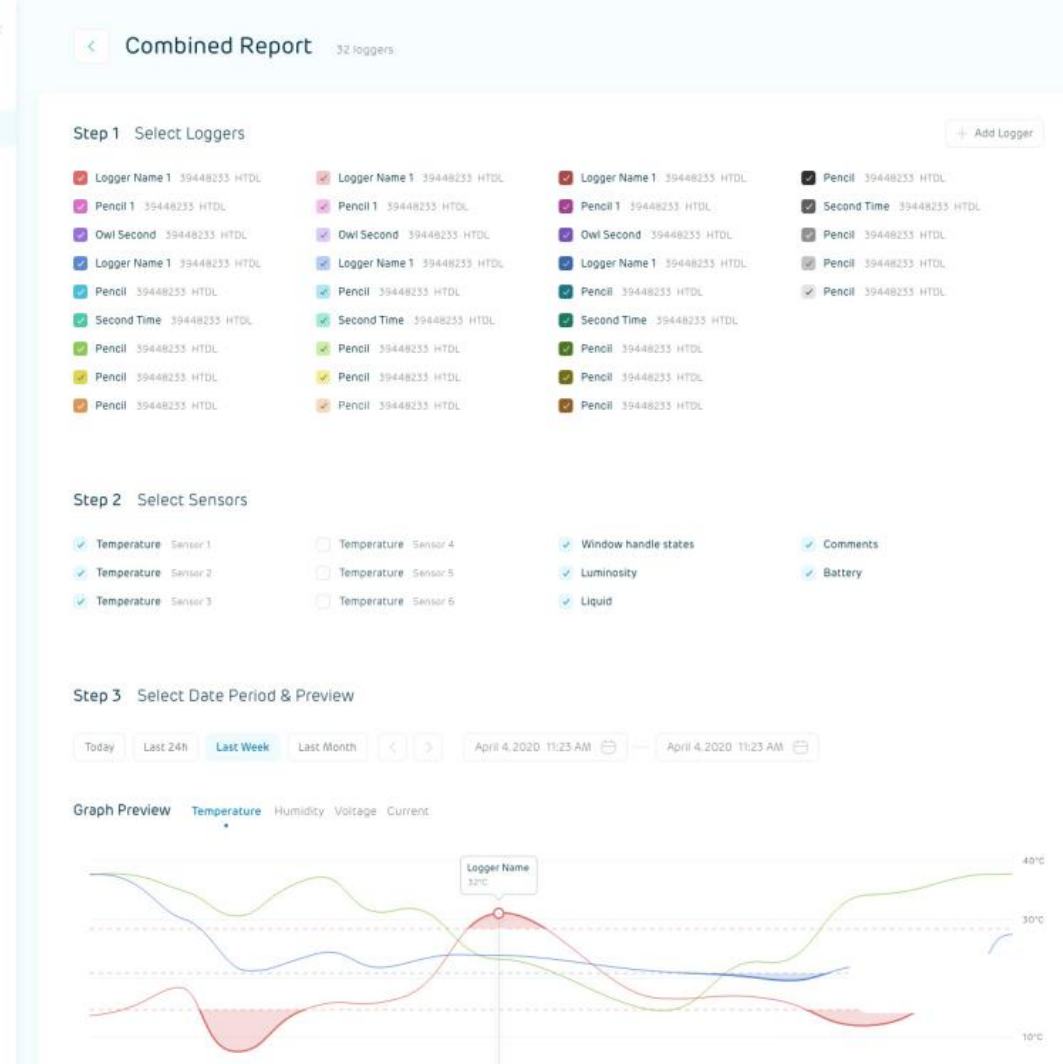 Combined Report 32 loggers
Step 1 Select Loggers
+ Add Logger
Logger Name 1 39448233 HTDL
Logger Name 1 39448233 HTDL
Logger Name 1 39448233 HTDL
Pencil 39448233 HTDL
Pencil 1 39448233 HTDL
Pencil 1 39448233 HTDL
Pencil 1 39448233 HTDL
Second Time 39448233 HTDL
Owl Second 39448233 HTDL
Owl Second 39448233 HTDL
Owl Second 39448233 HTDL
Pencil 39448233 HTDL
Logger Name 1 39448233 HTDL
Logger Name 1 39448233 HTDL
Logger Name 1 39448233 HTDL
Pencil 39448233 HTDL
Pencil 39448233 HTDL
Pencil 39448233 HTDL
Pencil 39448233 HTDL
Pencil 39448233 HTDL
Second Time 39448233 HTDL
Second Time 39448233 HTDL
Second Time 39448233 HTDL
Pencil 39448233 HTDL
Pencil 39448233 HTDL
Pencil 39448233 HTDL
Pencil 39448233 HTDL
Pencil 39448233 HTDL
Pencil 39448233 HTDL
Pencil 39448233 HTDL
Pencil 39448233 HTDL
Pencil 39448233 HTDL
Step 2 Select Sensors
Temperature Sensor 1
Temperature Sensor 4
Window handle states
Comments
Temperature Sensor 2
Temperature Sensor 5
Luminosity
Battery
Temperature Sensor 3
Temperature Sensor 6
Liquid
Step 3 Select Date Period & Preview
Today
Last 24h
Last Week
Last Month
April 4, 2020 11:23 AM
April 4, 2020 11:23 AM
Graph Preview Temperature Humidity Voltage Current
Logger Name
32°C
40°C
30°C
10°C